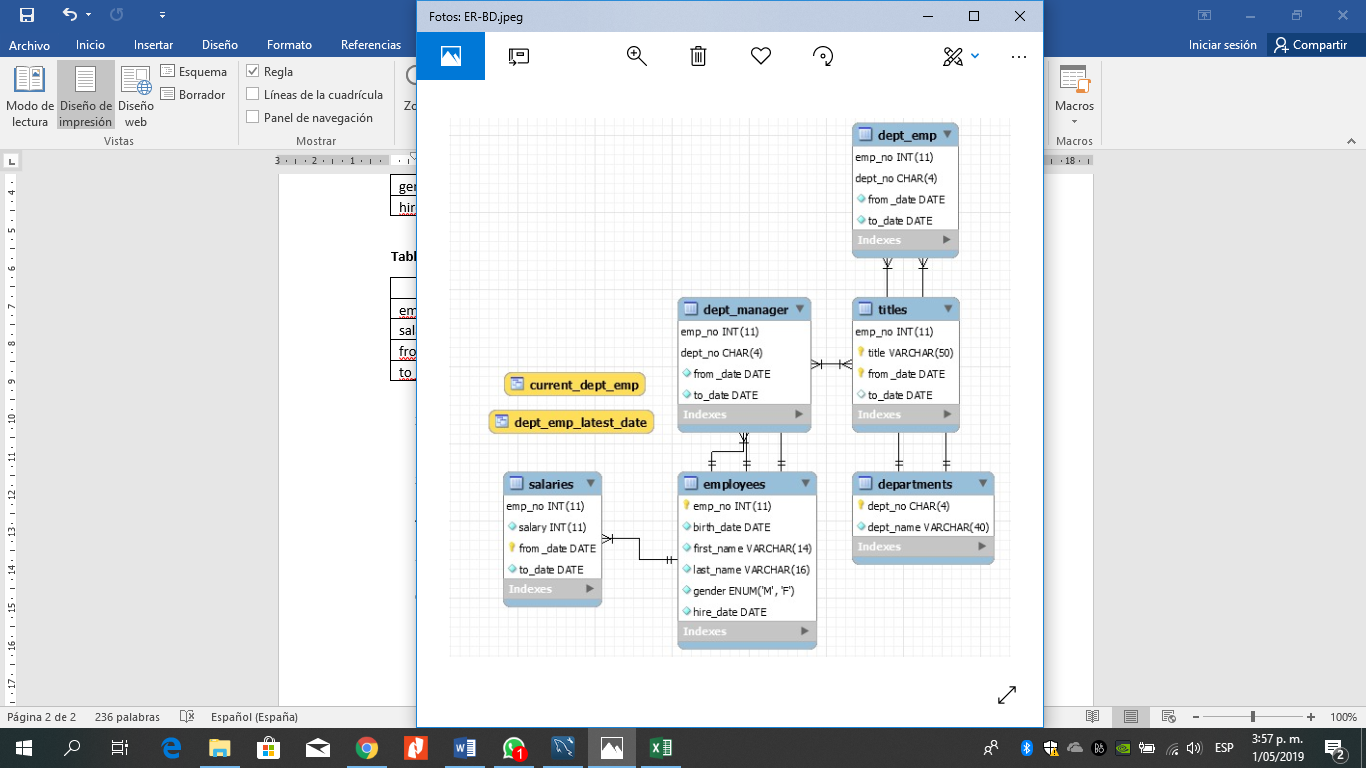 Fotos: ER-BD.jpeg
Archivo
Inicio
Insertar
Diseño
Formato
Referencias
Iniciar sesión
Compartir
Modo de lectura
Diseño de impresión
Diseño web
Esquema
Borrador
Vistas
Regla
Líneas de la cuadrícula
Panel de navegación
Mostrar
Macros
Macros
3 2 1
18
dept_emp
emp_no INT(11)
dept_no CHAR(4)
from_date DATE
to_date DATE
Indexes
dept_manager
emp_no INT(11)
dept_no CHAR(4)
from_date DATE
to_date DATE
Indexes
titles
emp_no INT(11)
title VARCHAR(50)
from_date DATE
to_date DATE
Indexes
current_dept_emp
dept_emp_latest_date
salaries
emp_no INT(11)
salary INT(11)
from_date DATE
to_date DATE
Indexes
employees
emp_no INT(11)
birth_date DATE
first_name VARCHAR(14)
last_name VARCHAR(16)
gender ENUM('M', 'F')
hire_date DATE
Indexes
departments
dept_no CHAR(4)
dept_name VARCHAR(40)
Indexes
Página 2 de 2
236 palabras
Español (España)
100%
1
ESP
3:57 p. m.
1/05/2019
2